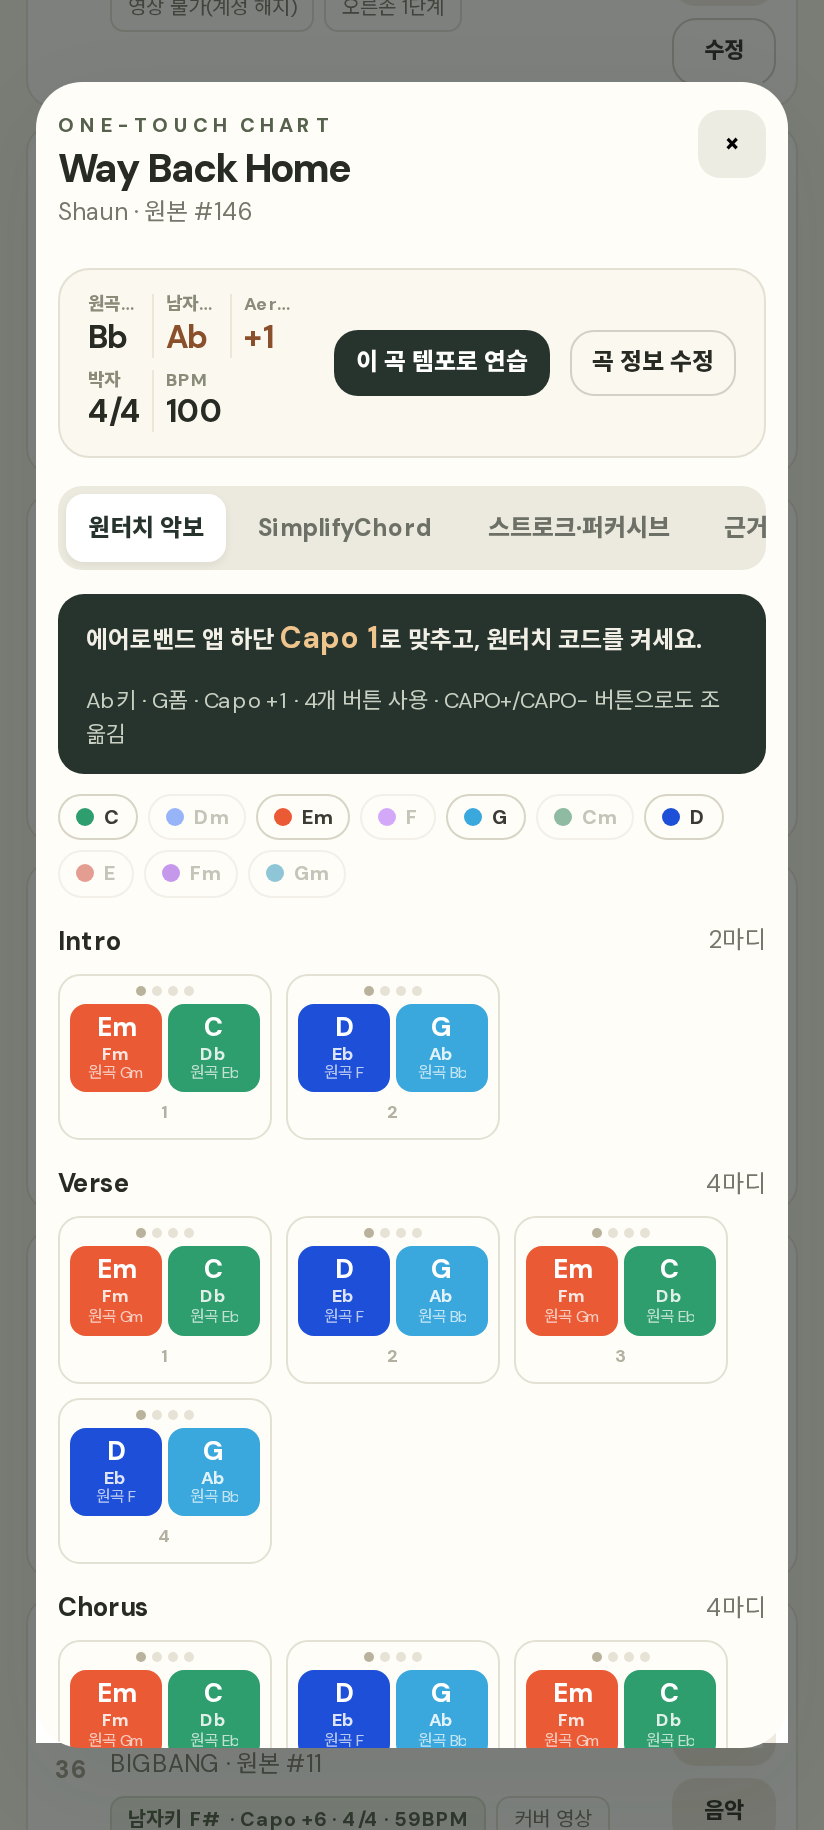 영상 불가(계정 해지) 오른손 1단계
수정
ONE-TOUCH CHART
×
Way Back Home
Shaun · 원본 #146
원곡... 남자... Aer...
Bb Ab +1
박자 BPM
4/4 100
이 곡 템포로 연습 곡 정보 수정
원터치 악보 SimplifyChord 스트로크·퍼커시브 근거
에어로밴드 앱 하단 Capo 1로 맞추고, 원터치 코드를 켜세요.
Ab키 · G폼 · Capo +1 · 4개 버튼 사용 · CAPO+/CAPO- 버튼으로도 조
옮김
C Dm Em F G Cm D
E Fm Gm
Intro 2마디
Em C D G
Fm Db Eb Ab
원곡 Gm 원곡 Eb 원곡 F 원곡 Bb
1 2
Verse 4마디
Em C D G Em C
Fm Db Eb Ab Fm Db
원곡 Gm 원곡 Eb 원곡 F 원곡 Bb 원곡 Gm 원곡 Eb
1 2 3
D G
Eb Ab
원곡 F 원곡 Bb
4
Chorus 4마디
Em C D G Em C
Fm Db Eb Ab Fm Db
원곡 Gm 원곡 Eb 원곡 F 원곡 Bb 원곡 Gm 원곡 Eb
36 BIGBANG · 원본 #11
남자키 F# · Capo +6 · 4/4 · 59BPM 커버 영상
음악